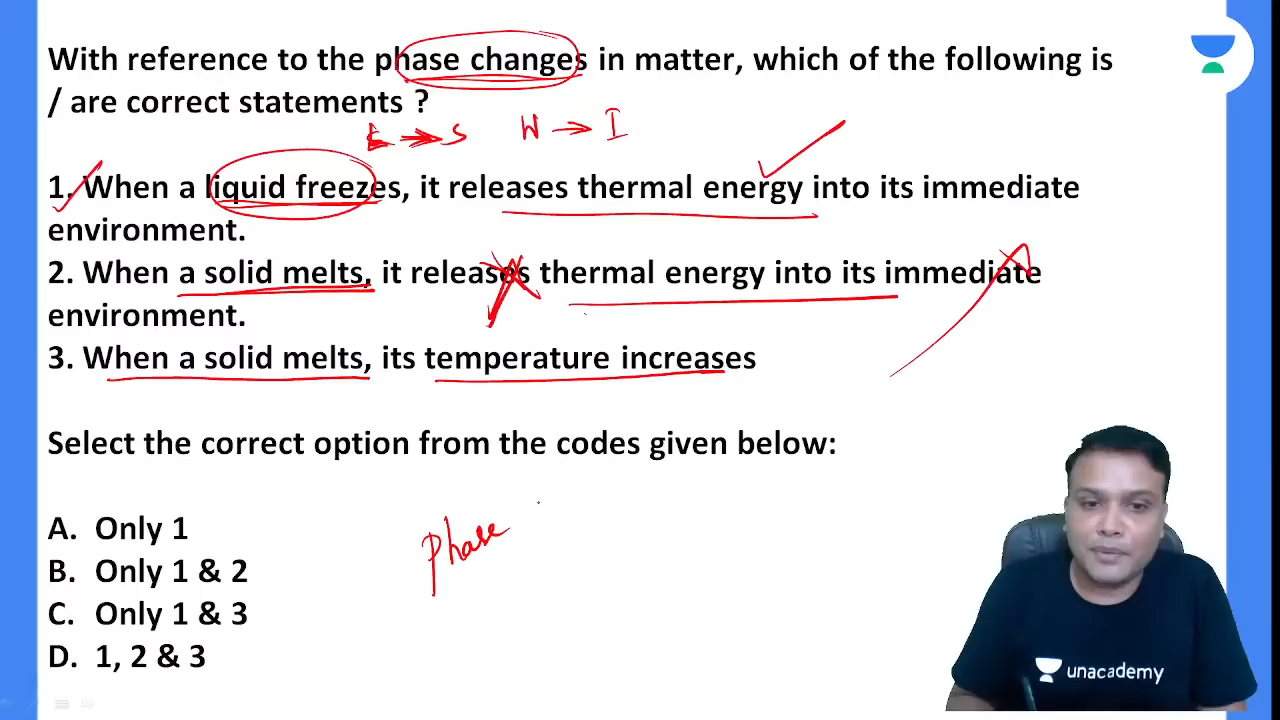 With reference to the phase changes in matter, which of the following is
/ are correct statements ?
L → S W → I
1. When a liquid freezes, it releases thermal energy into its immediate
environment.
2. When a solid melts, it releases thermal energy into its immediate
environment.
3. When a solid melts, its temperature increases
Select the correct option from the codes given below:
A. Only 1
B. Only 1 & 2
C. Only 1 & 3
D. 1, 2 & 3
Phase
unacademy